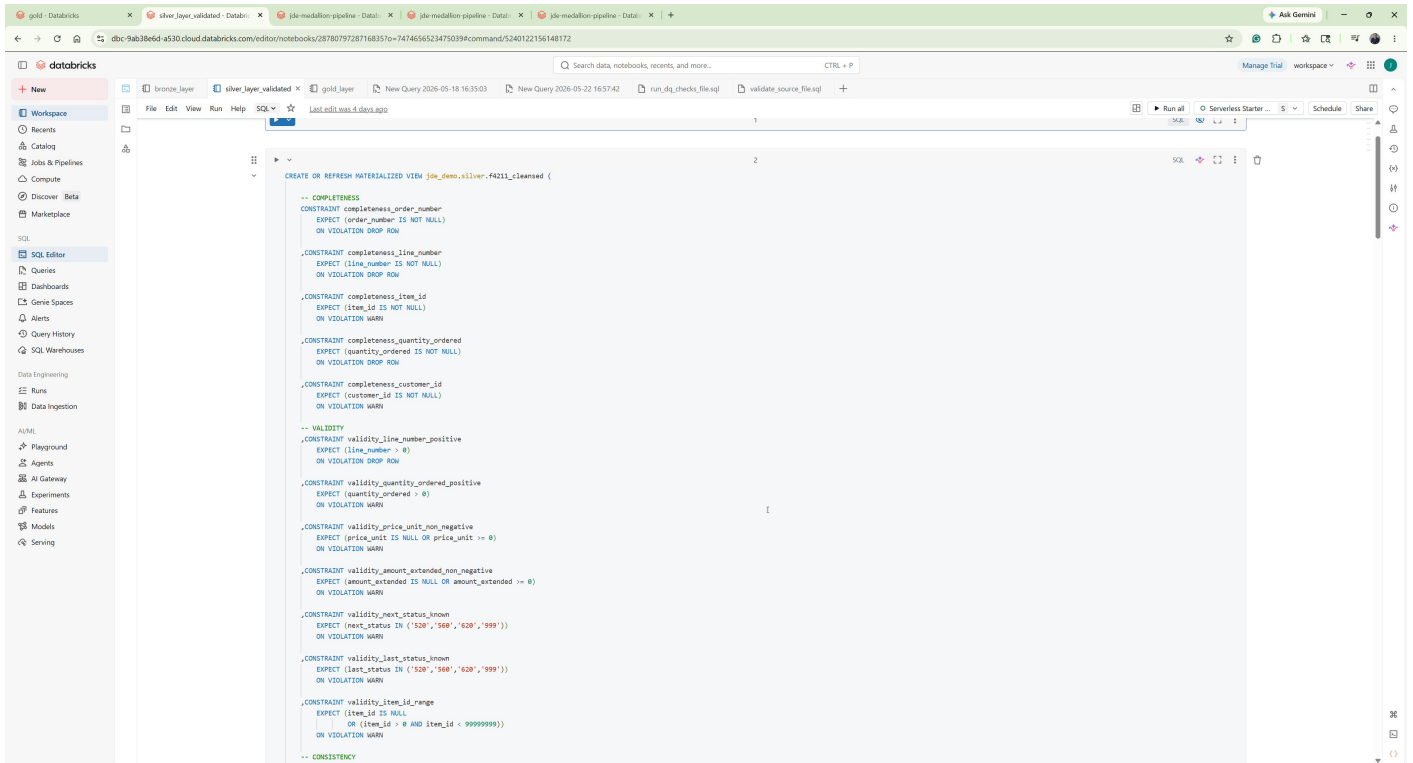 gold - Databricks
silver_layer_validated - Databric
jde-medallion-pipeline - Datab
jde-medallion-pipeline - Datab
jde-medallion-pipeline - Datab
Ask Gemini
dbc-9ab38e6d-a530.cloud.databricks.com/editor/notebooks/2878079728716835?o=7474656523475039#command/5240122156148172
databricks
Search data, notebooks, recents, and more...
CTRL + P
Manage Trial
workspace
J
New
bronze_layer
silver_layer_validated
gold_layer
New Query 2026-05-18 16:35:03
New Query 2026-05-22 16:57:42
run_dq_checks_file.sql
validate_source_file.sql
File Edit View Run Help SQL
Last edit was 4 days ago
Run all
Serverless Starter ... S
Schedule
Share
Workspace
Recents
Catalog
Jobs & Pipelines
Compute
Discover Beta
Marketplace
SQL
SQL Editor
Queries
Dashboards
Genie Spaces
Alerts
Query History
SQL Warehouses
Data Engineering
Runs
Data Ingestion
AI/ML
Playground
Agents
AI Gateway
Experiments
Features
Models
Serving
1
SQL
2
SQL
CREATE OR REFRESH MATERIALIZED VIEW jde_demo.silver.f4211_cleansed (
-- COMPLETENESS
CONSTRAINT completeness_order_number
EXPECT (order_number IS NOT NULL)
ON VIOLATION DROP ROW
,CONSTRAINT completeness_line_number
EXPECT (line_number IS NOT NULL)
ON VIOLATION DROP ROW
,CONSTRAINT completeness_item_id
EXPECT (item_id IS NOT NULL)
ON VIOLATION WARN
,CONSTRAINT completeness_quantity_ordered
EXPECT (quantity_ordered IS NOT NULL)
ON VIOLATION DROP ROW
,CONSTRAINT completeness_customer_id
EXPECT (customer_id IS NOT NULL)
ON VIOLATION WARN
-- VALIDITY
,CONSTRAINT validity_line_number_positive
EXPECT (line_number > 0)
ON VIOLATION DROP ROW
,CONSTRAINT validity_quantity_ordered_positive
EXPECT (quantity_ordered > 0)
ON VIOLATION WARN
,CONSTRAINT validity_price_unit_non_negative
EXPECT (price_unit IS NULL OR price_unit >= 0)
ON VIOLATION WARN
,CONSTRAINT validity_amount_extended_non_negative
EXPECT (amount_extended IS NULL OR amount_extended >= 0)
ON VIOLATION WARN
,CONSTRAINT validity_next_status_known
EXPECT (next_status IN ('520','560','620','999'))
ON VIOLATION WARN
,CONSTRAINT validity_last_status_known
EXPECT (last_status IN ('520','560','620','999'))
ON VIOLATION WARN
,CONSTRAINT validity_item_id_range
EXPECT (item_id IS NULL
OR (item_id > 0 AND item_id < 99999999))
ON VIOLATION WARN
-- CONSISTENCY